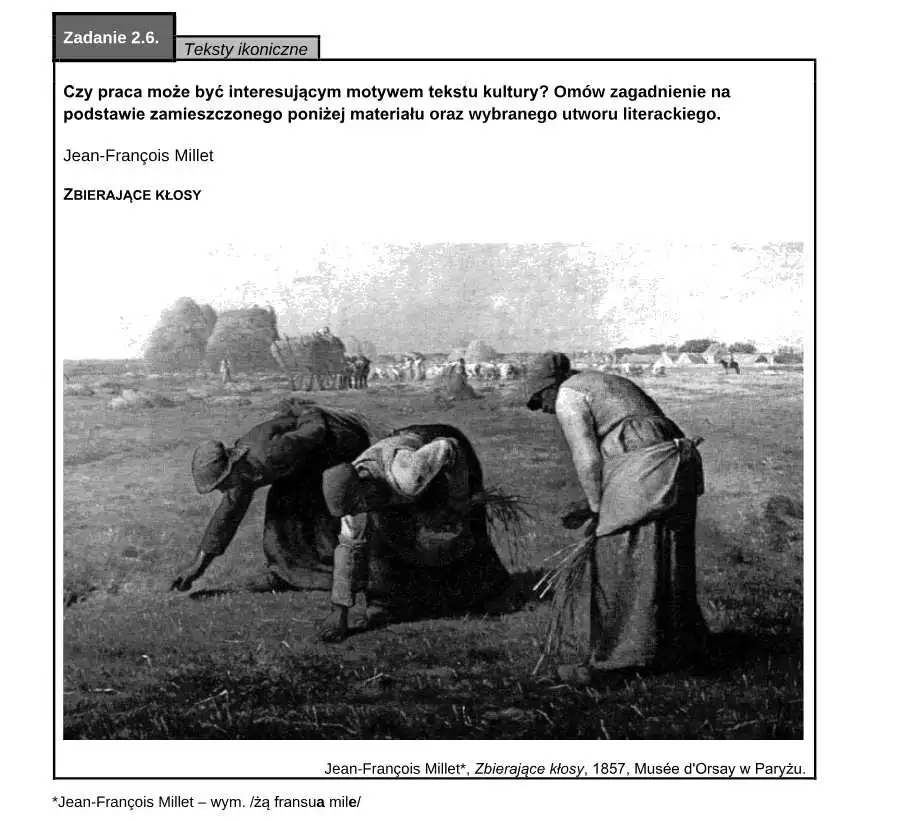 Zadanie 2.6.
Teksty ikoniczne
Czy praca może być interesującym motywem tekstu kultury? Omów zagadnienie na
podstawie zamieszczonego poniżej materiału oraz wybranego utworu literackiego.
Jean-François Millet
ZBIERAJĄCE KŁOSY
Jean-François Millet*, Zbierające kłosy, 1857, Musée d'Orsay w Paryżu.
*Jean-François Millet – wym. /żą fransua mile/